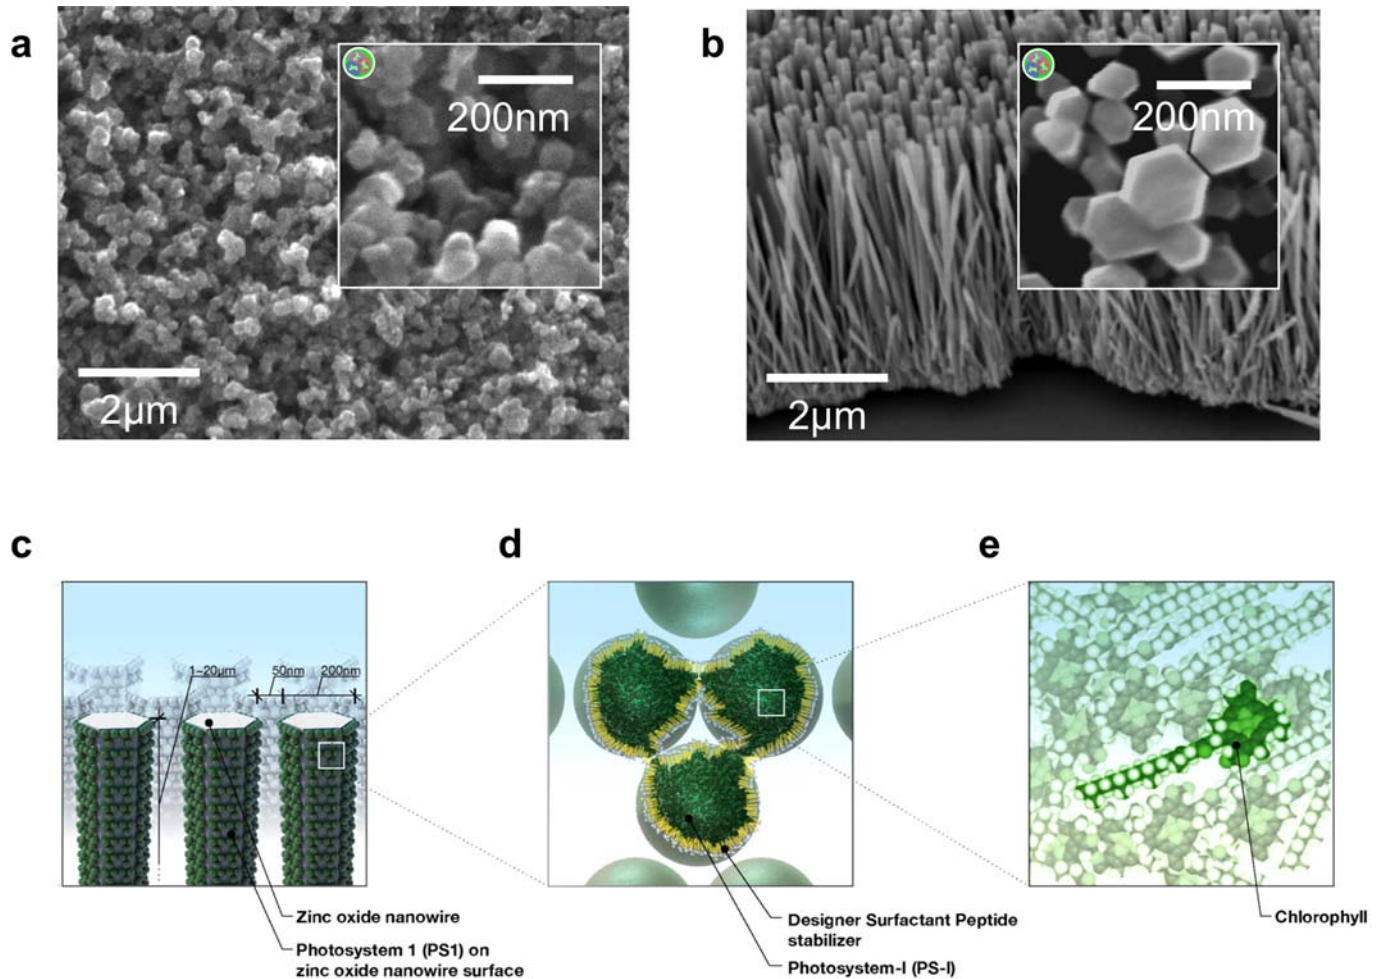 a
200nm
2µm
b
200nm
2µm
c
1–20µm
50nm
200nm
Zinc oxide nanowire
Photosystem 1 (PS1) on
zinc oxide nanowire surface
d
Designer Surfactant Peptide
stabilizer
Photosystem-I (PS-I)
e
Chlorophyll